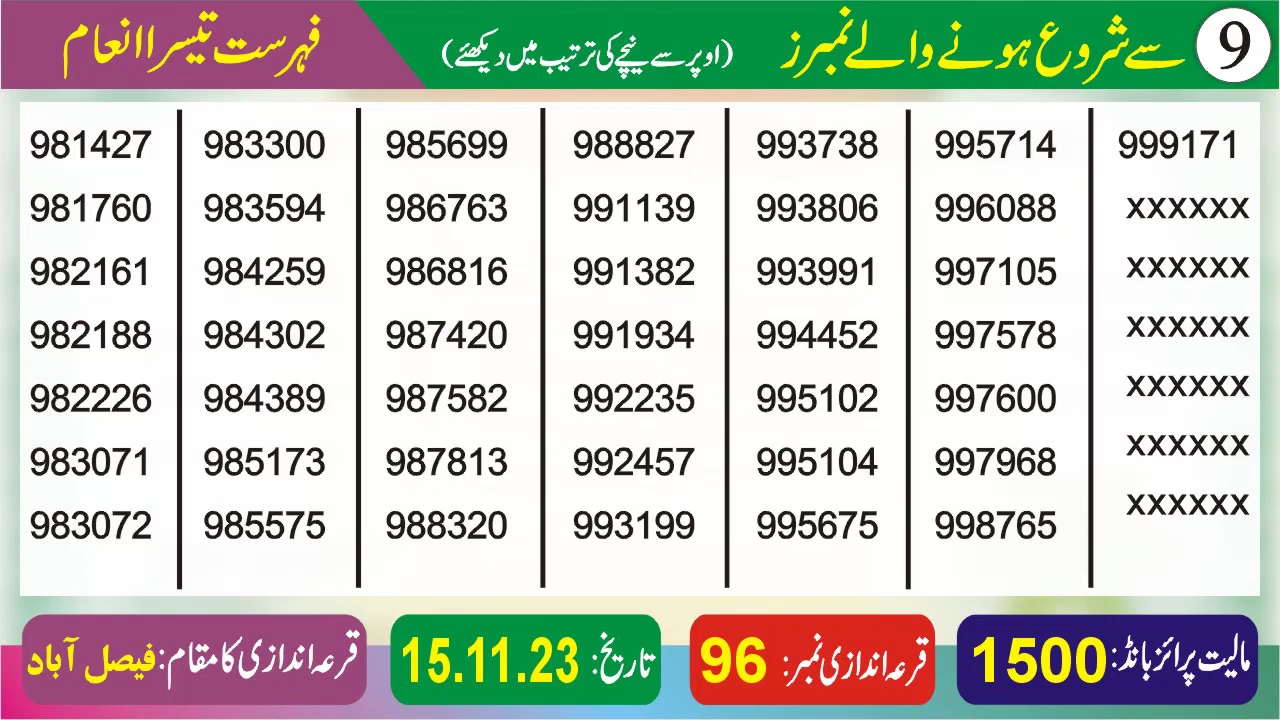 9 سے شروع ہونے والے نمبرز (اوپر سے نیچے کی ترتیب میں دیکھئے) فہرست تیسرا انعام
981427 983300 985699 988827 993738 995714 999171
981760 983594 986763 991139 993806 996088 xxxxxx
982161 984259 986816 991382 993991 997105 xxxxxx
982188 984302 987420 991934 994452 997578 xxxxxx
982226 984389 987582 992235 995102 997600 xxxxxx
983071 985173 987813 992457 995104 997968 xxxxxx
983072 985575 988320 993199 995675 998765 xxxxxx
مالیت پرائز بانڈ: 1500 قرعہ اندازی نمبر: 96 تاریخ: 15.11.23 قرعہ اندازی کا مقام: فیصل آباد